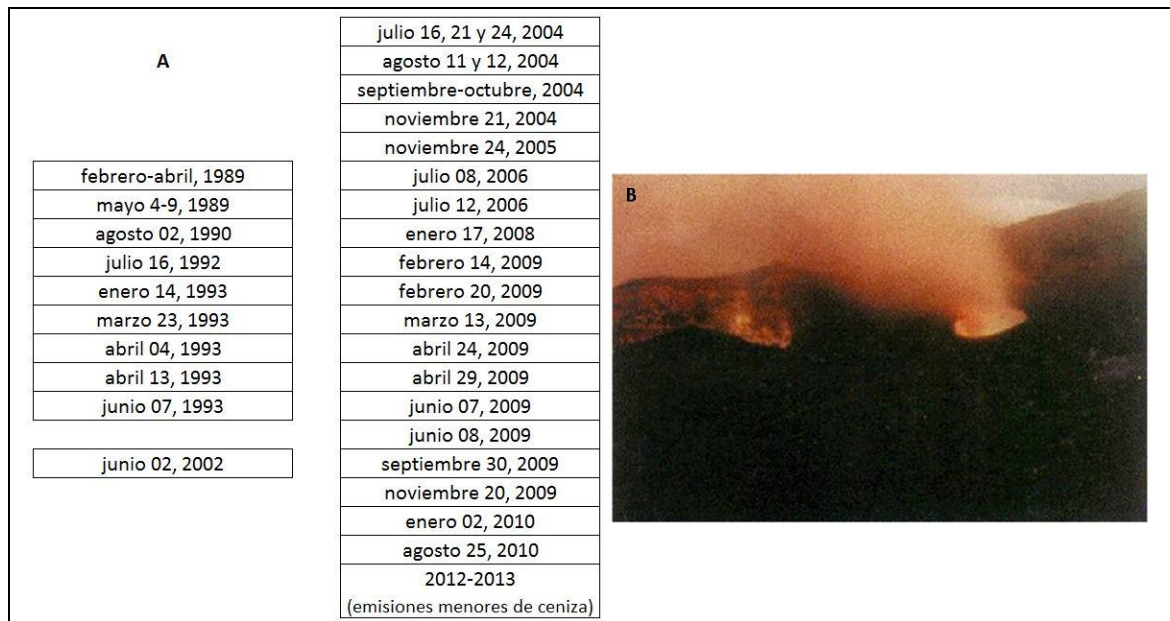 A
febrero-abril, 1989
mayo 4-9, 1989
agosto 02, 1990
julio 16, 1992
enero 14, 1993
marzo 23, 1993
abril 04, 1993
abril 13, 1993
junio 07, 1993
junio 02, 2002
julio 16, 21 y 24, 2004
agosto 11 y 12, 2004
septiembre-octubre, 2004
noviembre 21, 2004
noviembre 24, 2005
julio 08, 2006
julio 12, 2006
enero 17, 2008
febrero 14, 2009
febrero 20, 2009
marzo 13, 2009
abril 24, 2009
abril 29, 2009
junio 07, 2009
junio 08, 2009
septiembre 30, 2009
noviembre 20, 2009
enero 02, 2010
agosto 25, 2010
2012-2013
(emisiones menores de ceniza)
B